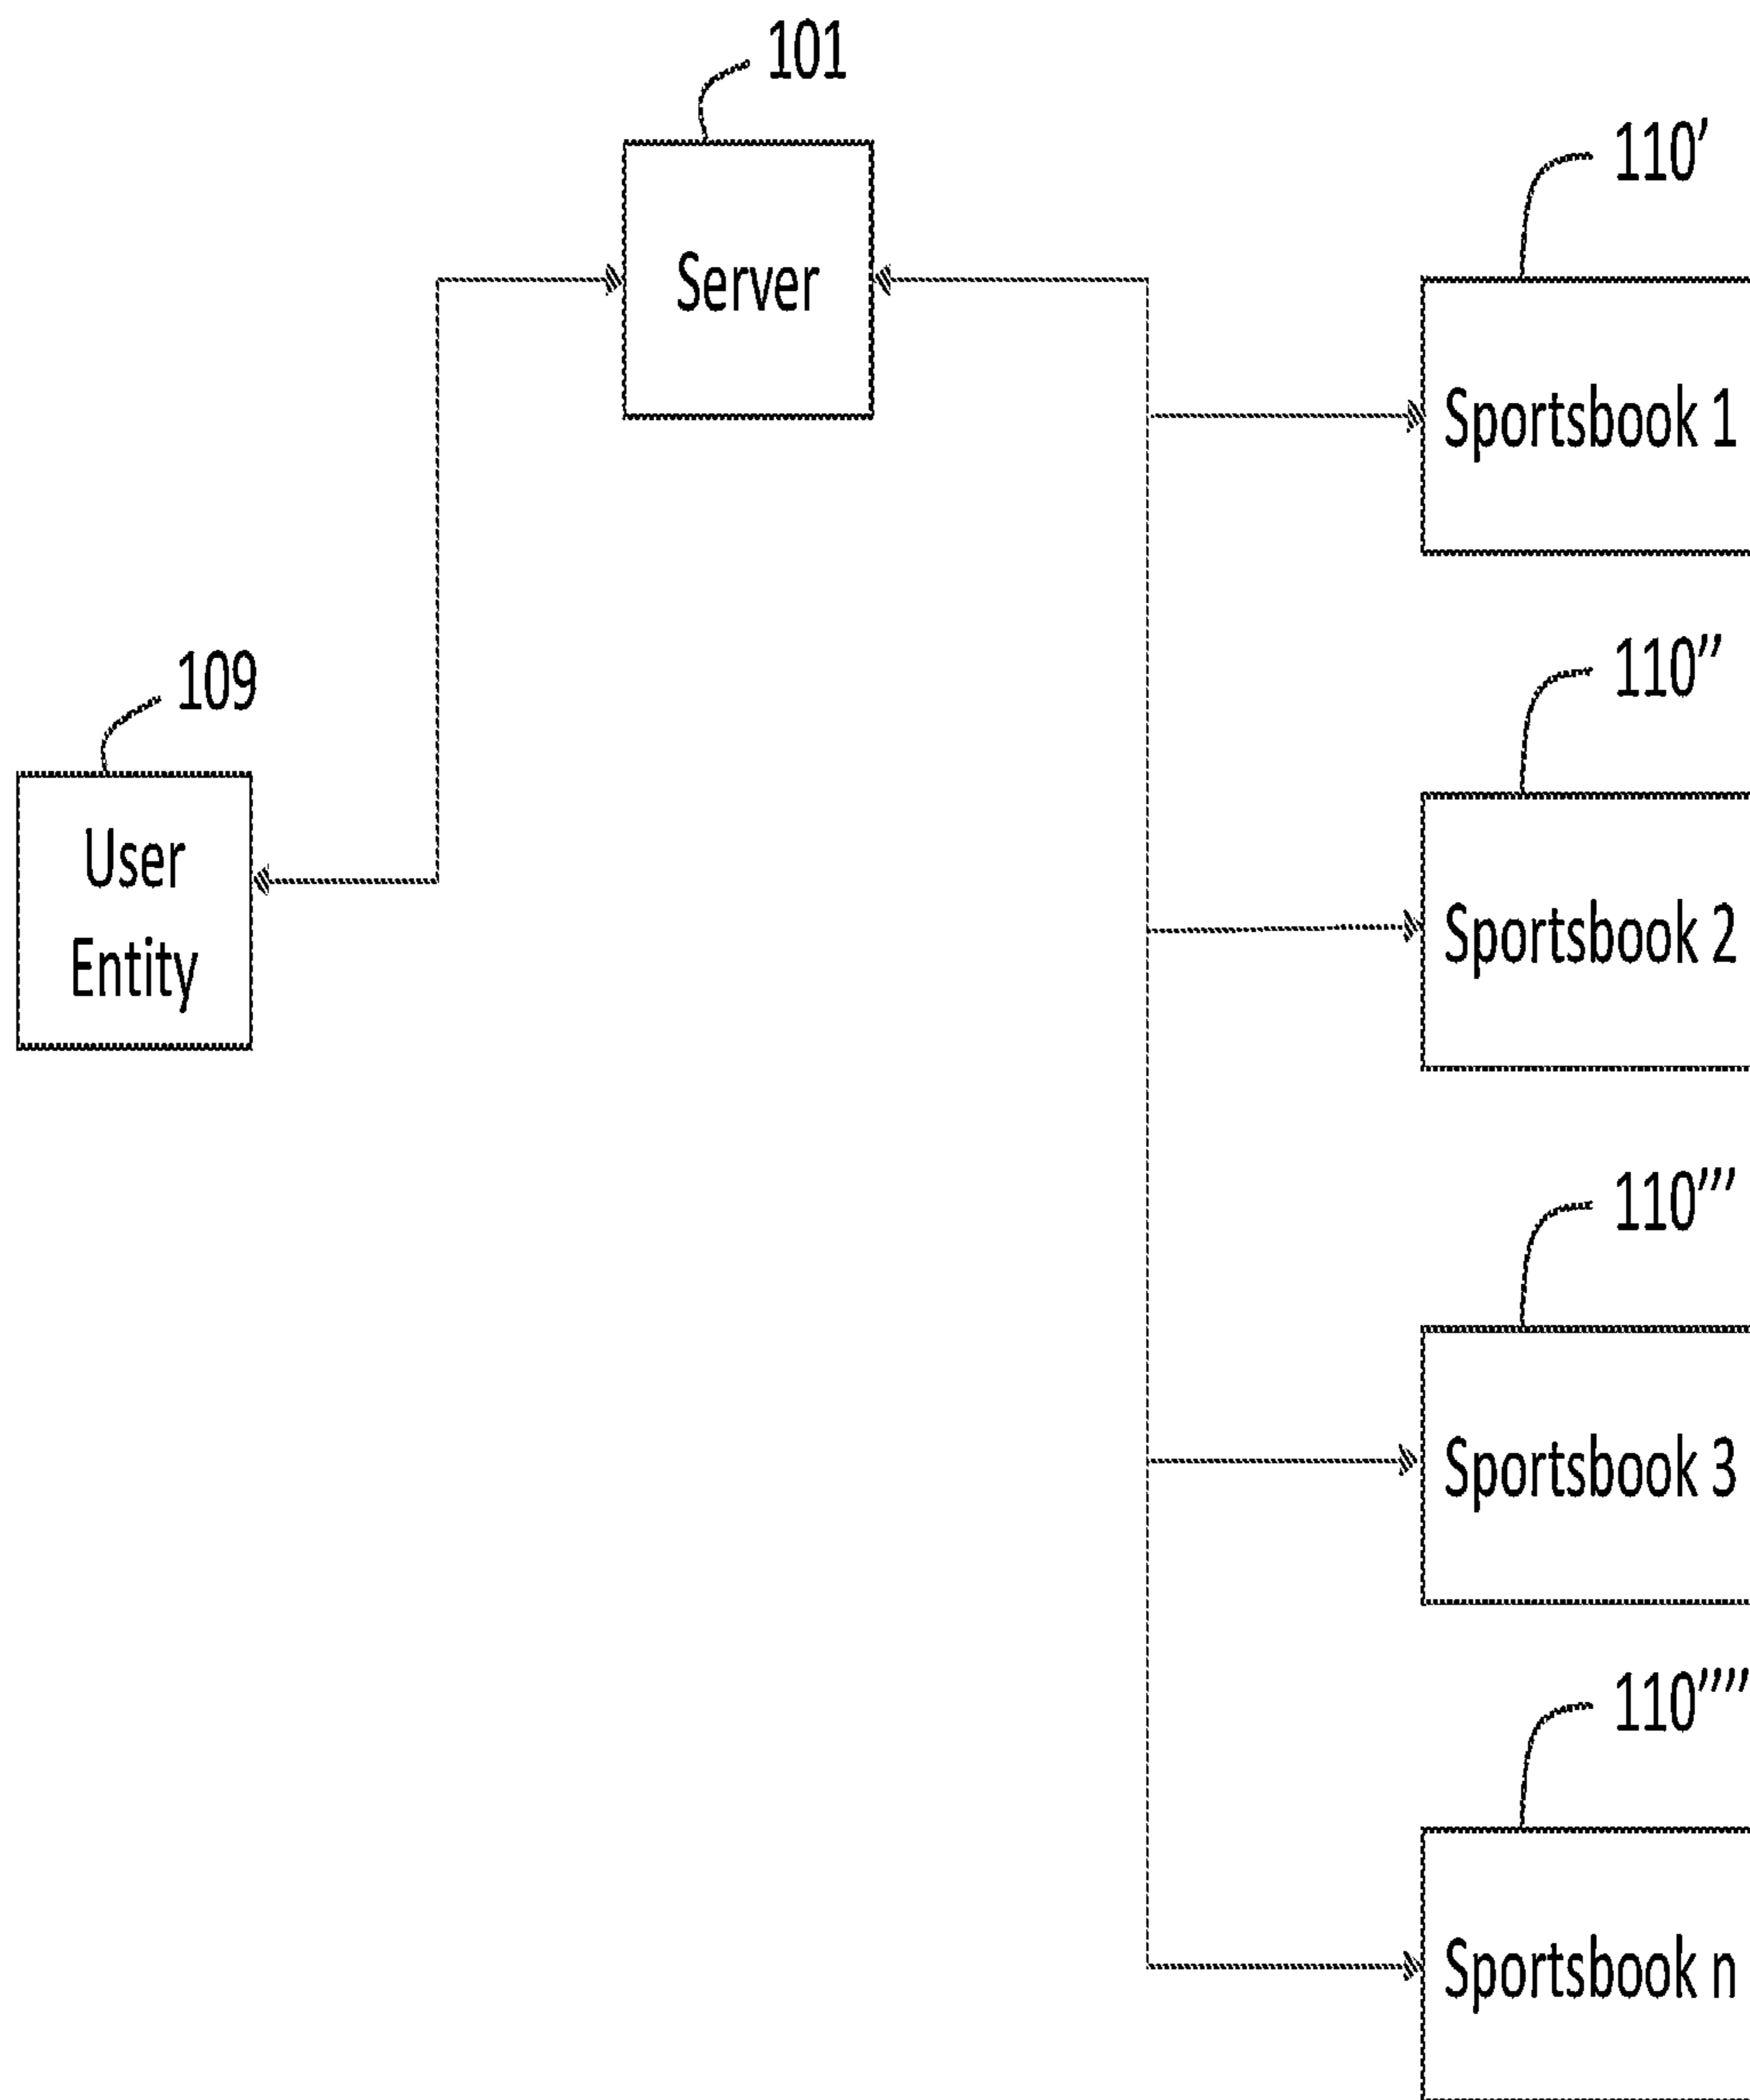 101
Server
110'
Sportsbook 1
109
User
Entity
110''
Sportsbook 2
110'''
Sportsbook 3
110''''
Sportsbook n